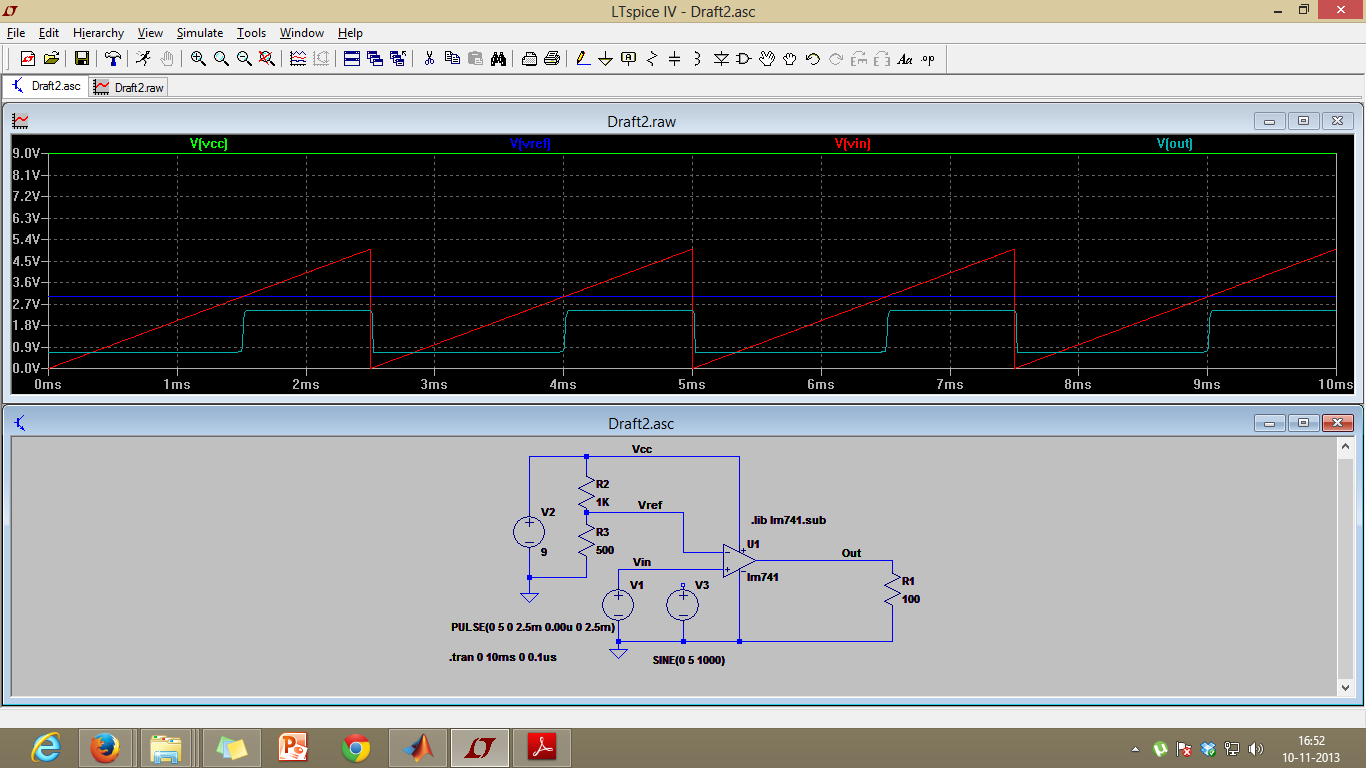 LTspice IV - Draft2.asc
File Edit Hierarchy View Simulate Tools Window Help
Draft2.asc Draft2.raw
Draft2.raw
V(vcc) V(vref) V(vin) V(out)
9.0V
8.1V
7.2V
6.3V
5.4V
4.5V
3.6V
2.7V
1.8V
0.9V
0.0V
0ms 1ms 2ms 3ms 4ms 5ms 6ms 7ms 8ms 9ms 10ms
Draft2.asc
Vcc
R2
1K
Vref
V2
9
R3
500
.lib lm741.sub
U1
lm741
Out
Vin
V1
V3
R1
100
PULSE(0 5 0 2.5m 0.00u 0 2.5m)
.tran 0 10ms 0 0.1us
SINE(0 5 1000)
16:52
10-11-2013